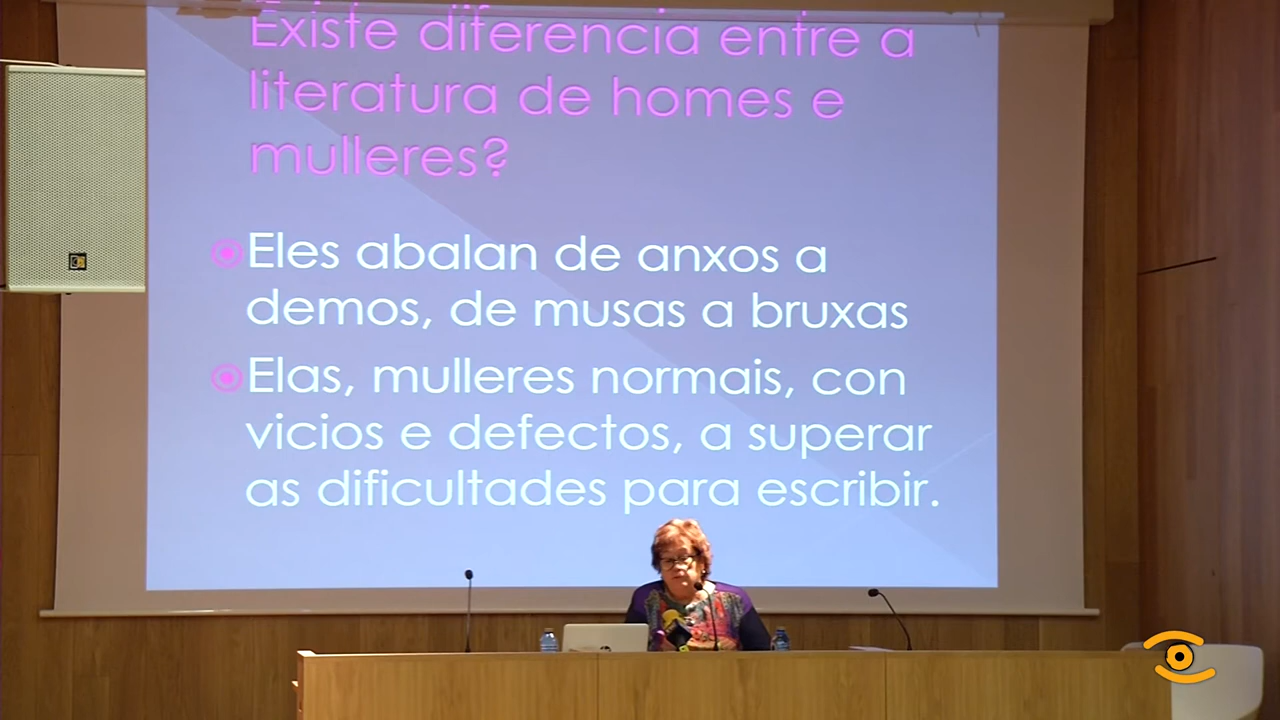 Existe diferencia entre a
literatura de homes e
mulleres?
Eles abalan de anxos a
demos, de musas a bruxas
Elas, mulleres normais, con
vicios e defectos, a superar
as dificultades para escribir.